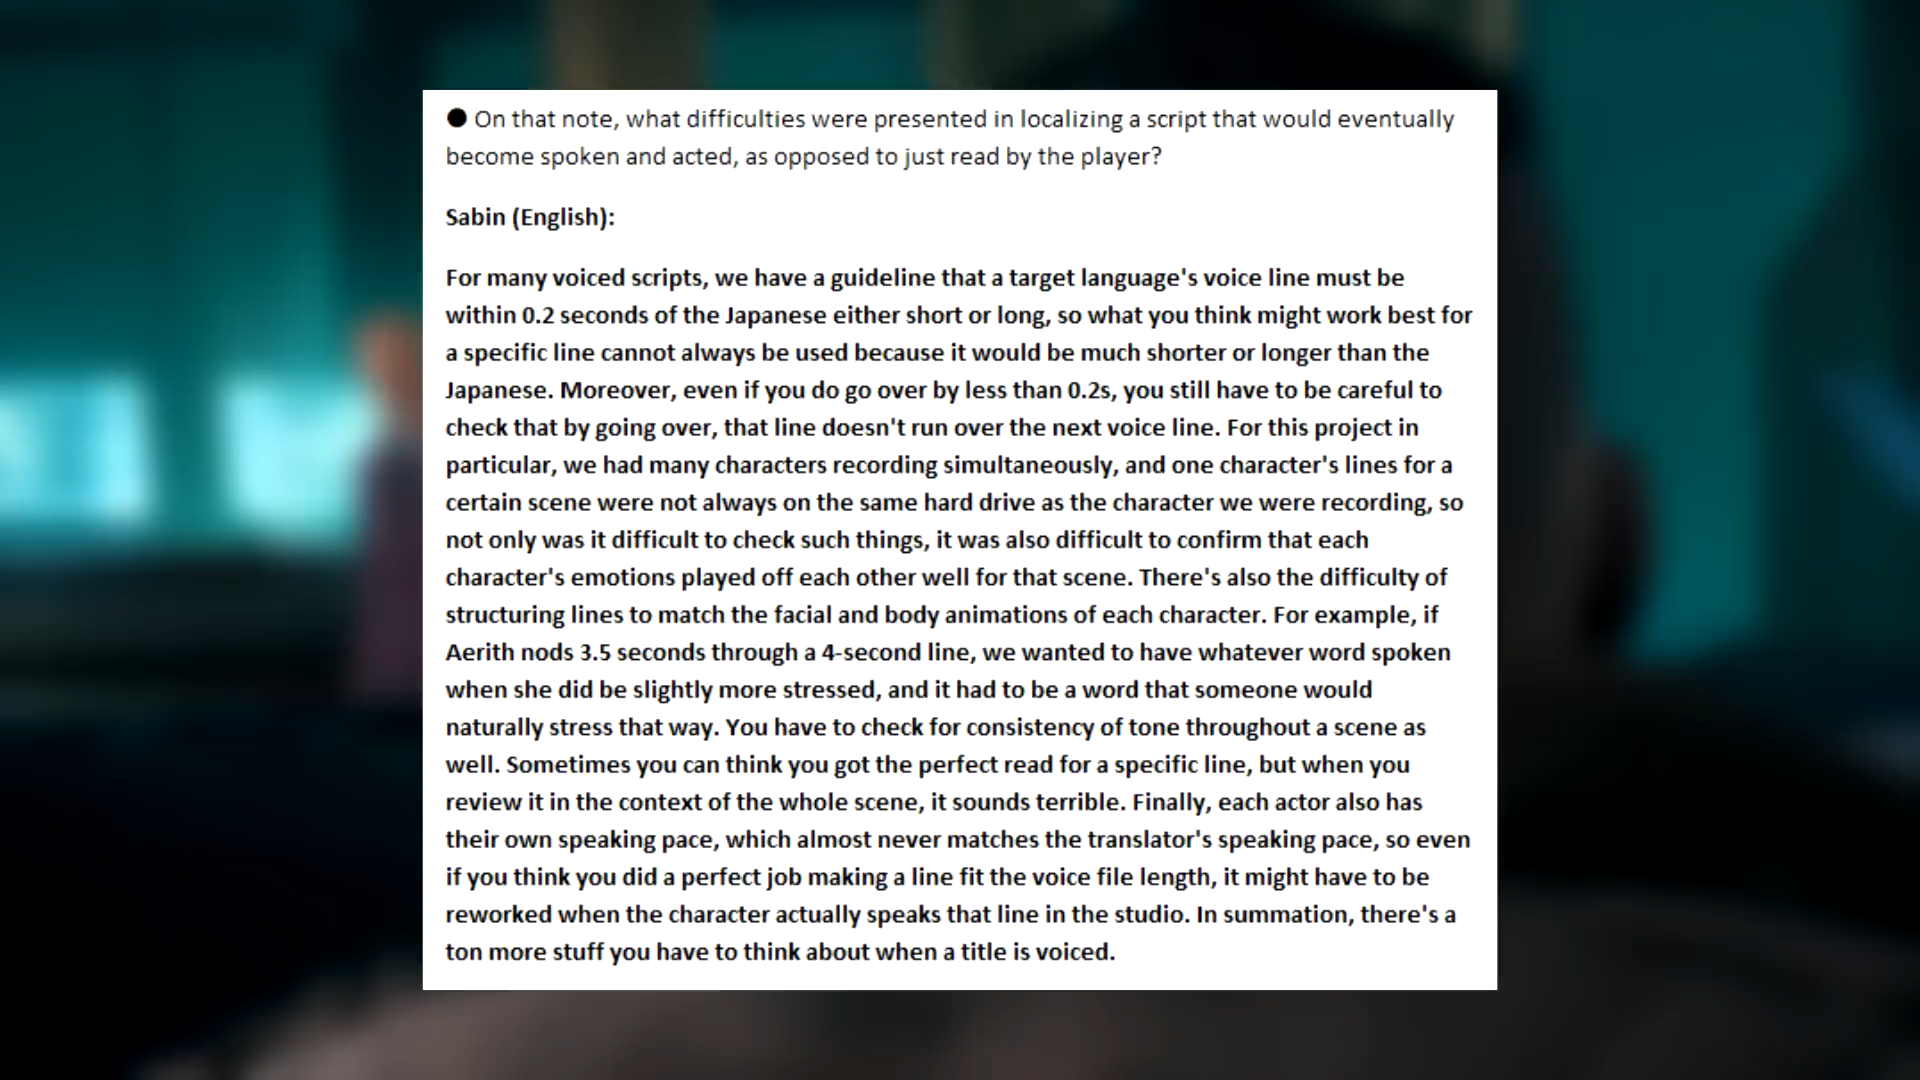 ● On that note, what difficulties were presented in localizing a script that would eventually
become spoken and acted, as opposed to just read by the player?
Sabin (English):
For many voiced scripts, we have a guideline that a target language's voice line must be
within 0.2 seconds of the Japanese either short or long, so what you think might work best for
a specific line cannot always be used because it would be much shorter or longer than the
Japanese. Moreover, even if you do go over by less than 0.2s, you still have to be careful to
check that by going over, that line doesn't run over the next voice line. For this project in
particular, we had many characters recording simultaneously, and one character's lines for a
certain scene were not always on the same hard drive as the character we were recording, so
not only was it difficult to check such things, it was also difficult to confirm that each
character's emotions played off each other well for that scene. There's also the difficulty of
structuring lines to match the facial and body animations of each character. For example, if
Aerith nods 3.5 seconds through a 4-second line, we wanted to have whatever word spoken
when she did be slightly more stressed, and it had to be a word that someone would
naturally stress that way. You have to check for consistency of tone throughout a scene as
well. Sometimes you can think you got the perfect read for a specific line, but when you
review it in the context of the whole scene, it sounds terrible. Finally, each actor also has
their own speaking pace, which almost never matches the translator's speaking pace, so even
if you think you did a perfect job making a line fit the voice file length, it might have to be
reworked when the character actually speaks that line in the studio. In summation, there's a
ton more stuff you have to think about when a title is voiced.